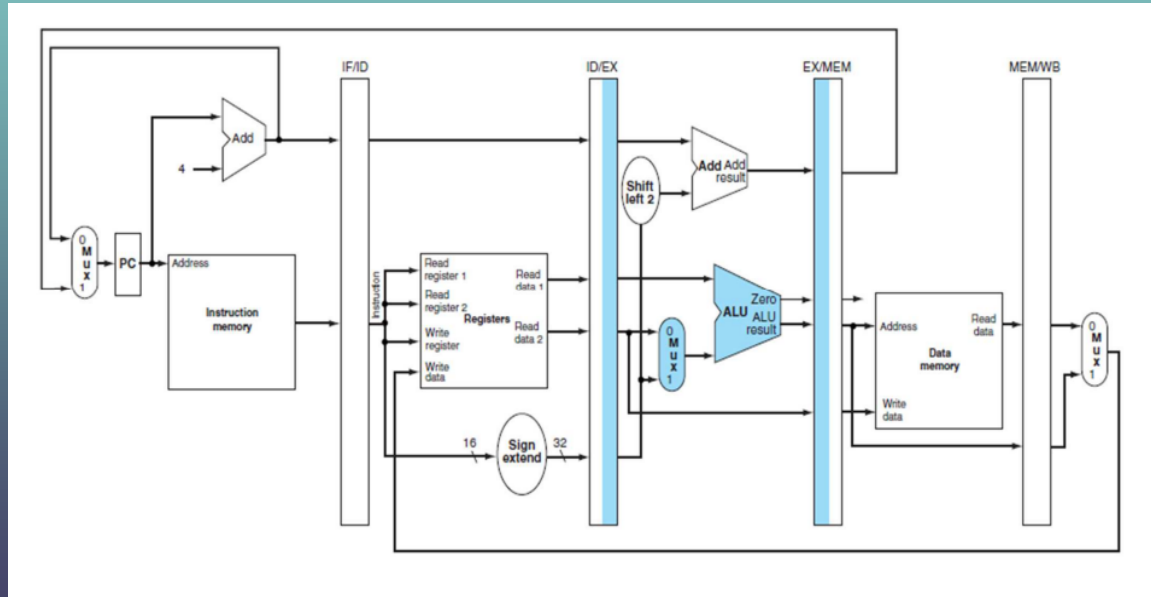 IF/ID
ID/EX
EX/MEM
MEM/WB
Add
4
Shift
left 2
Add Add
result
0
M
u
x
1
PC
Address
Instruction
memory
Instruction
Read
register 1
Read
register 2
Write
register
Write
data
Registers
Read
data 1
Read
data 2
16
Sign
extend
32
0
M
u
x
1
Zero
ALU ALU
result
Address
Read
data
Data
memory
Write
data
0
M
u
x
1